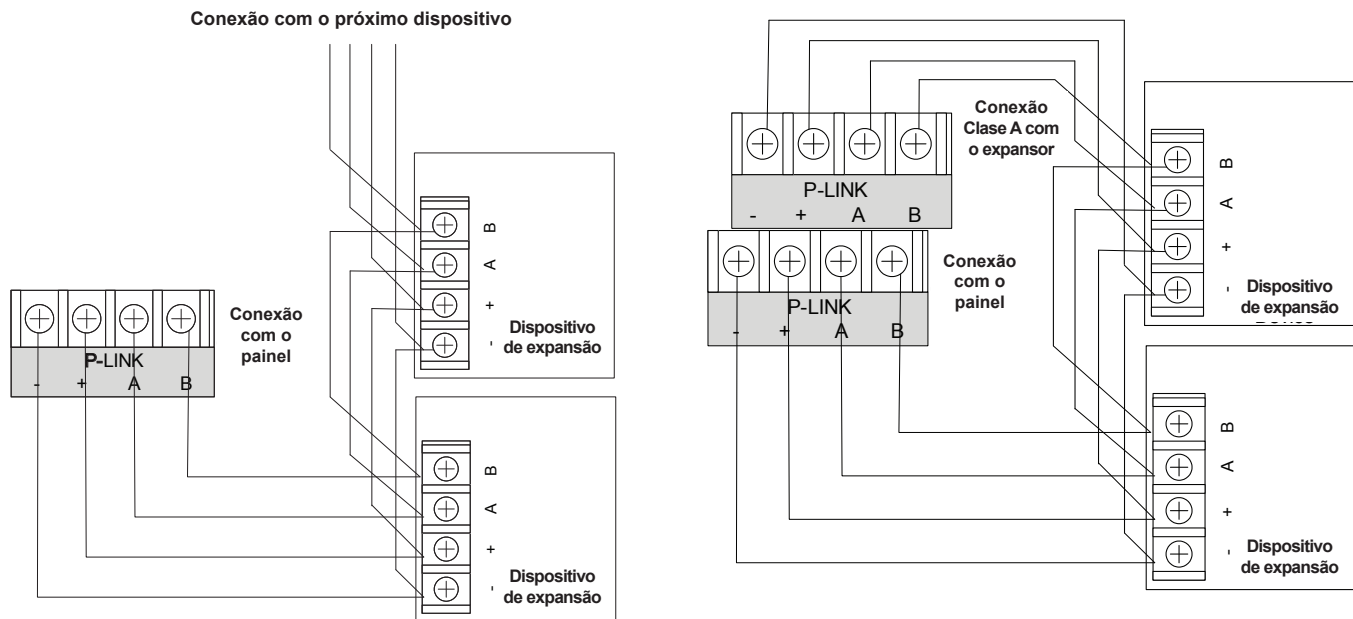 Conexão com o próximo dispositivo
B
A
+
-
Dispositivo
de expansão
Conexão
com o
painel
P-LINK
- + A B
B
A
+
-
Dispositivo
de expansão
Conexão
Clase A com
o expansor
P-LINK
- + A B
Conexão
com o
painel
P-LINK
- + A B
B
A
+
-
Dispositivo
de expansão
B
A
+
-
Dispositivo
de expansão